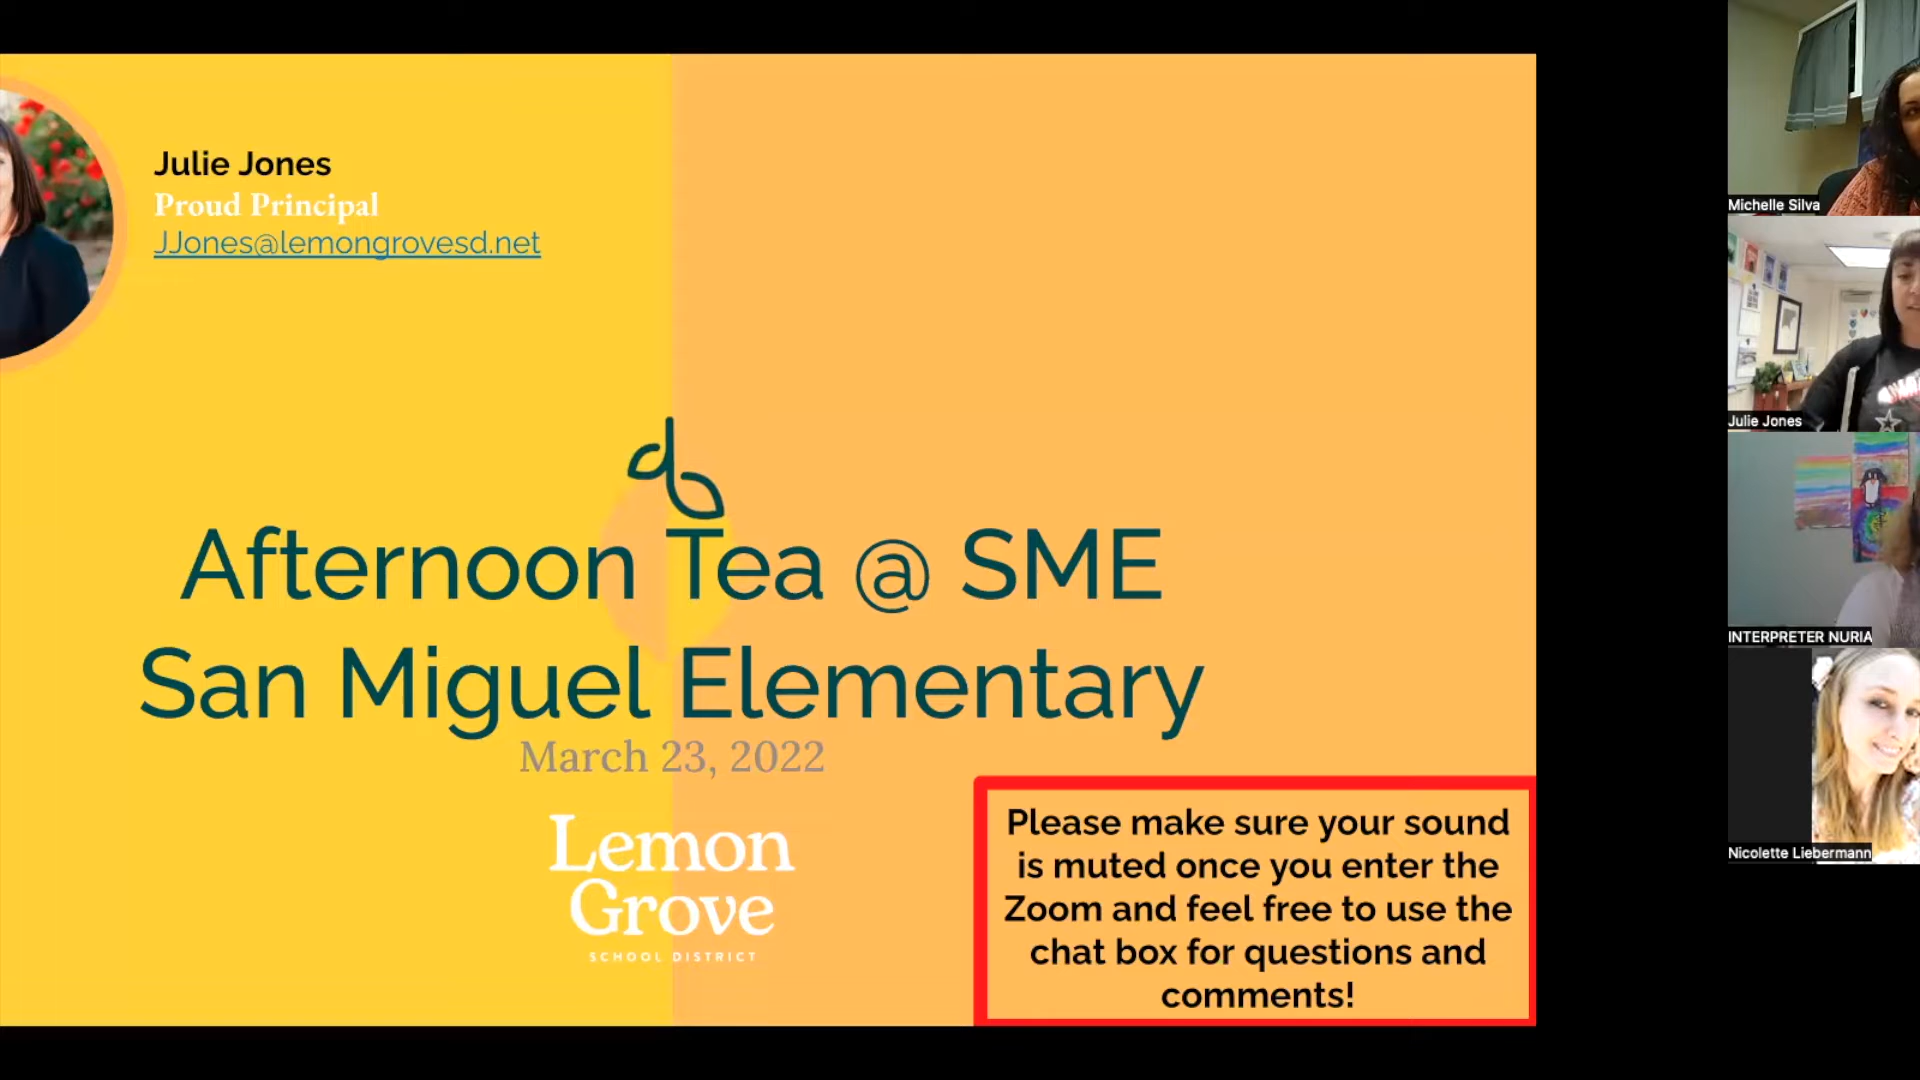 Julie Jones
Proud Principal
JJones@lemongrovesd.net
Afternoon Tea @ SME
San Miguel Elementary
March 23, 2022
Lemon
Grove
SCHOOL DISTRICT
Please make sure your sound
is muted once you enter the
Zoom and feel free to use the
chat box for questions and
comments!
Michelle Silva
Julie Jones
INTERPRETER NURIA
Nicolette Liebermann